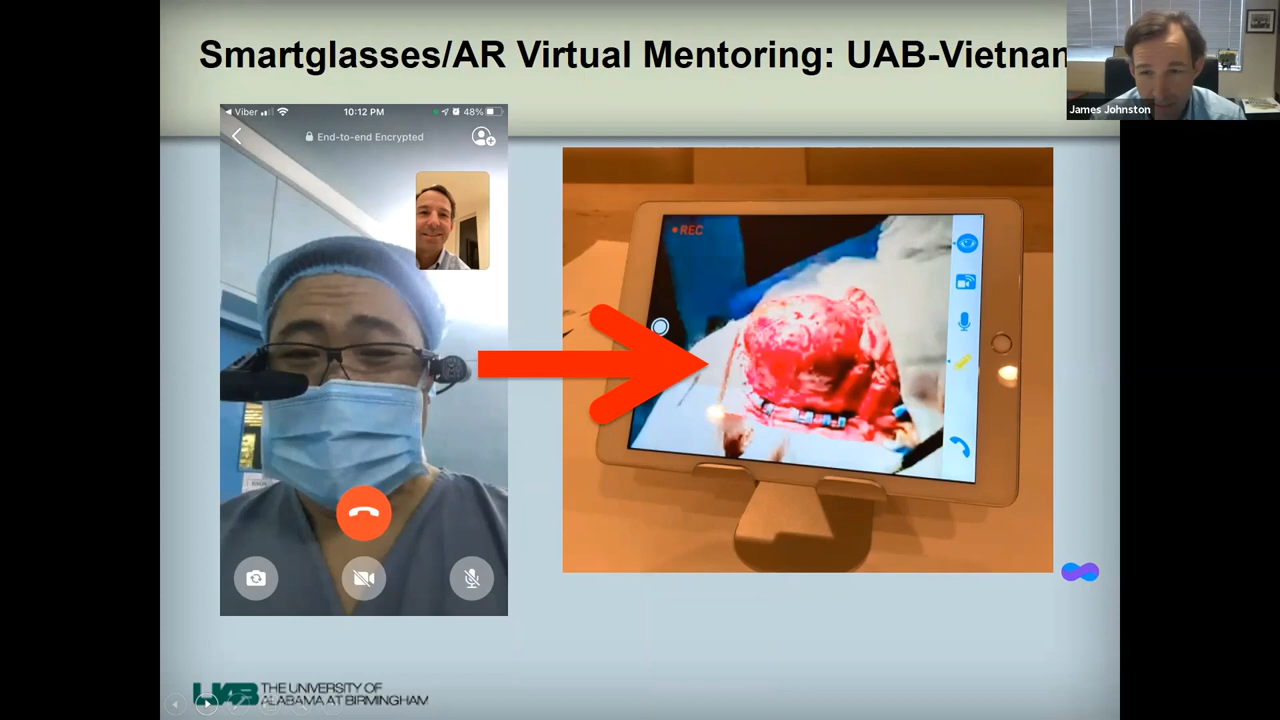 Smartglasses/AR Virtual Mentoring: UAB-Vietnam
James Johnston
Viber
10:12 PM
48%
End-to-end Encrypted
REC
UAB THE UNIVERSITY OF
ALABAMA AT BIRMINGHAM